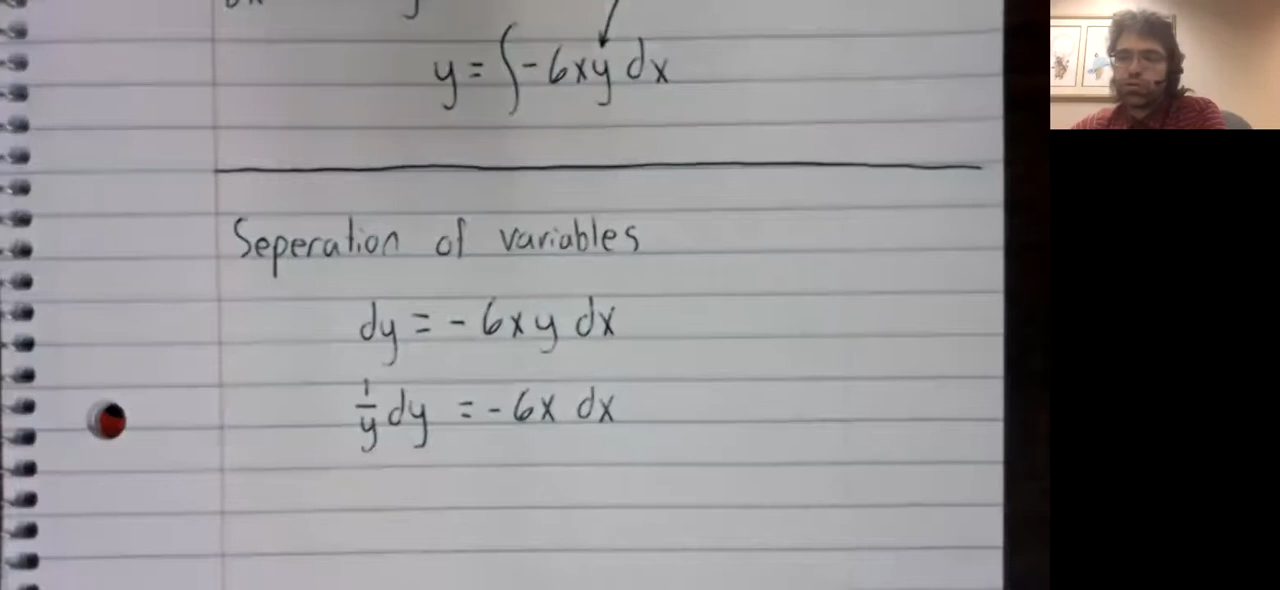 y = ∫ -6xy dx
Seperation of variables
dy = -6xy dx
1/y dy = -6x dx